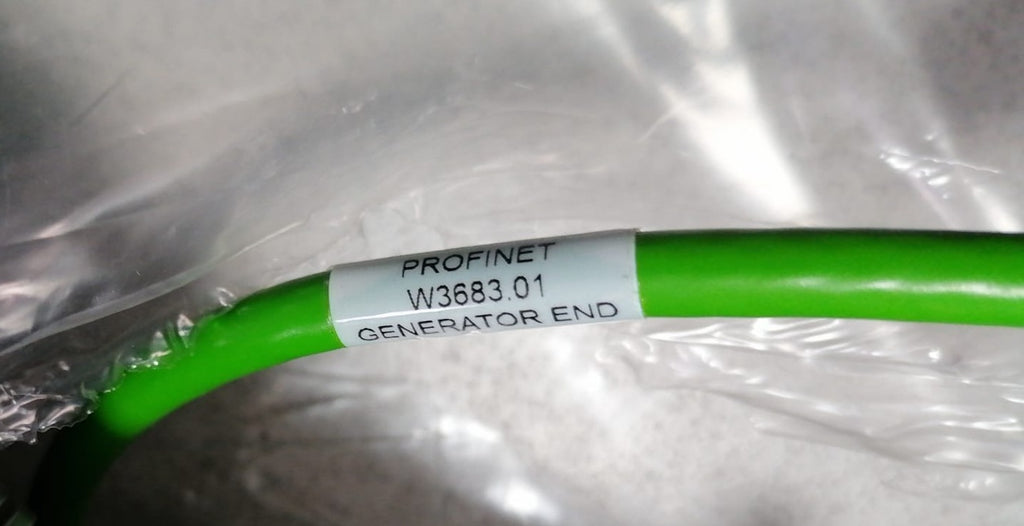 PROFINET
W3683.01
GENERATOR END